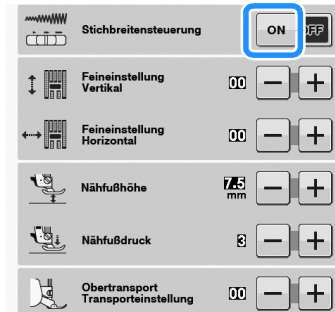 Stichbreitensteuerung ON OFF
Feineinstellung
Vertikal 00 − +
Feineinstellung
Horizontal 00 − +
Nähfußhöhe 7.5
mm − +
Nähfußdruck 3 − +
Obertransport
Transporteinstellung 00 − +